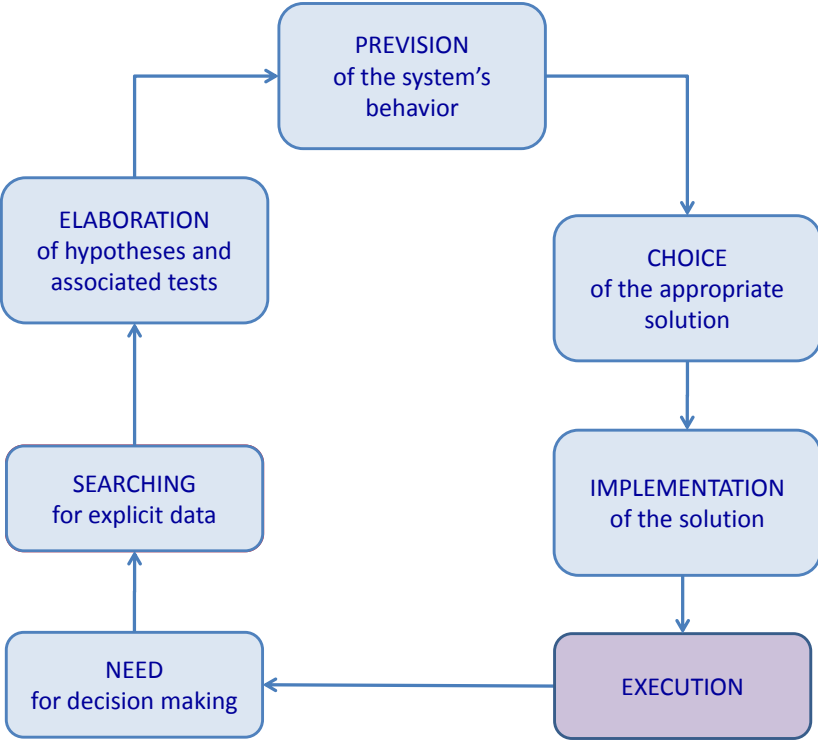 PREVISION
of the system's
behavior
ELABORATION
of hypotheses and
associated tests
CHOICE
of the appropriate
solution
SEARCHING
for explicit data
IMPLEMENTATION
of the solution
NEED
for decision making
EXECUTION